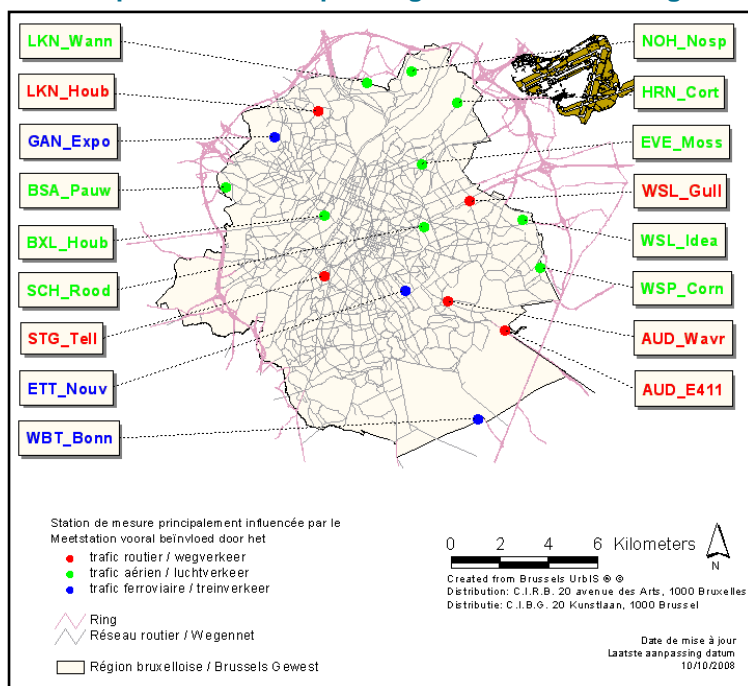 LKN_Wann
LKN_Houb
GAN_Expo
BSA_Pauw
BXL_Houb
SCH_Rood
STG_Tell
ETT_Nouv
WBT_Bonn
NOH_Nosp
HRN_Cort
EVE_Moss
WSL_Gull
WSL_Idea
WSP_Corn
AUD_Wavr
AUD_E411
Station de mesure principalement influencée par le
Meetstation vooral beïnvloed door het
trafic routier / wegverkeer
trafic aérien / luchtverkeer
trafic ferroviaire / treinverkeer
Ring
Réseau routier / Wegennet
Région bruxelloise / Brussels Gewest
0 2 4 6 Kilometers
N
Created from Brussels UrbIS ® ©
Distribution: C.I.R.B. 20 avenue des Arts, 1000 Bruxelles
Distributie: C.I.B.G. 20 Kunstlaan, 1000 Brussel
Date de mise à jour
Laatste aanpassing datum
10/10/2008